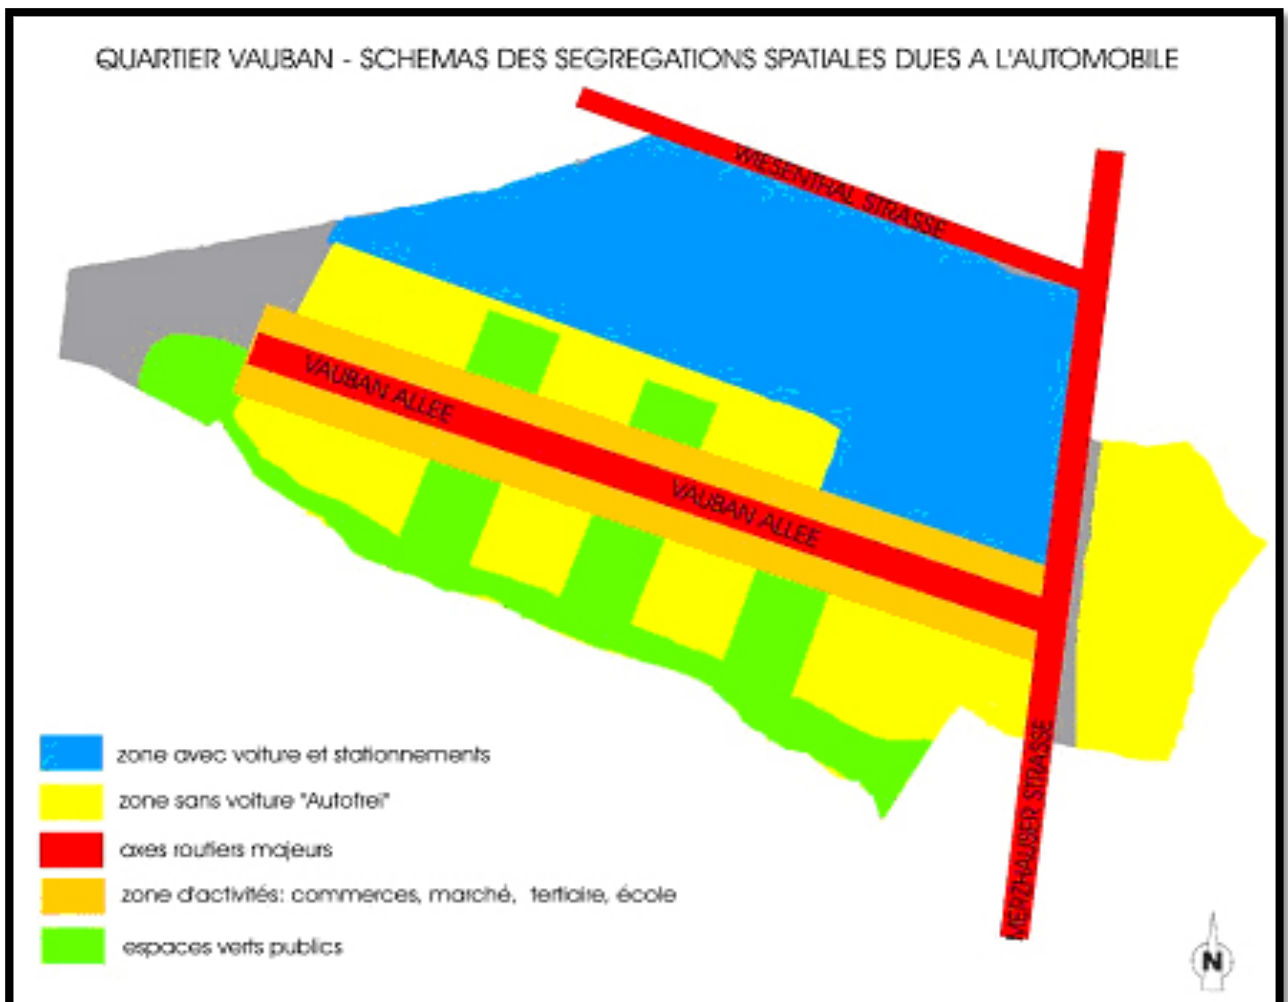 QUARTIER VAUBAN - SCHEMAS DES SEGREGATIONS SPATIALES DUES A L'AUTOMOBILE
WIESENTHAL STRASSE
VAUBAN ALLEE
VAUBAN ALLEE
MERZHAUSER STRASSE
zone avec voiture et stationnements
zone sans voiture "Autofrei"
axes routiers majeurs
zone d'activités: commerces, marché, tertiaire, école
espaces verts publics
N